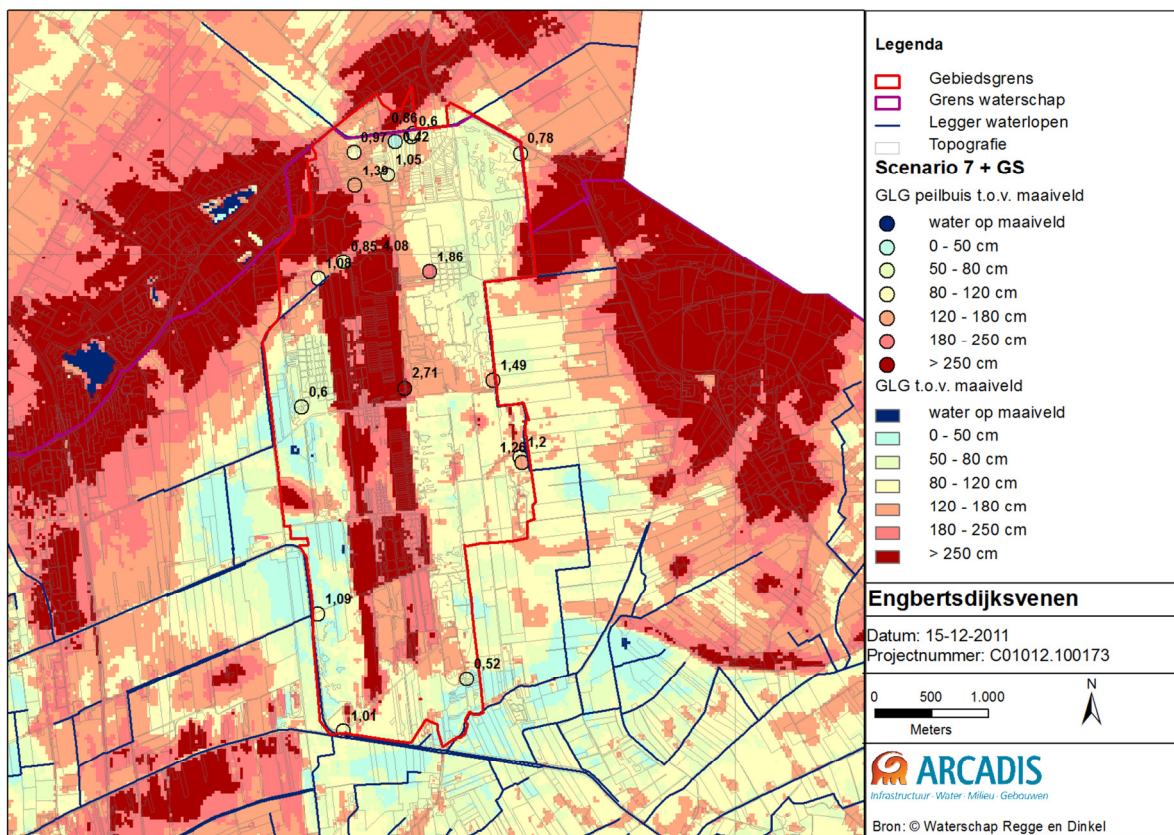 0,86
0,6
0,97
0,42
0,78
1,05
1,39
0,85
4,08
1,08
1,86
2,71
1,49
0,6
1,2
1,26
1,09
0,52
1,01
Legenda
Gebiedsgrens
Grens waterschap
Legger waterlopen
Topografie
Scenario 7 + GS
GLG peilbuis t.o.v. maaiveld
water op maaiveld
0 - 50 cm
50 - 80 cm
80 - 120 cm
120 - 180 cm
180 - 250 cm
> 250 cm
GLG t.o.v. maaiveld
water op maaiveld
0 - 50 cm
50 - 80 cm
80 - 120 cm
120 - 180 cm
180 - 250 cm
> 250 cm
Engbertsdijksvenen
Datum: 15-12-2011
Projectnummer: C01012.100173
0 500 1.000
Meters
N
ARCADIS
Infrastructuur · Water · Milieu · Gebouwen
Bron: © Waterschap Regge en Dinkel